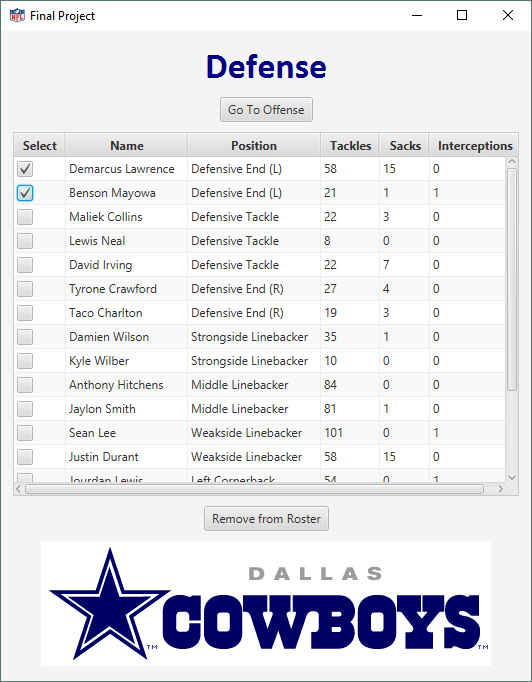 Final Project
Defense
Go To Offense
Select Name Position Tackles Sacks Interceptions
Demarcus Lawrence Defensive End (L) 58 15 0
Benson Mayowa Defensive End (L) 21 1 1
Maliek Collins Defensive Tackle 22 3 0
Lewis Neal Defensive Tackle 8 0 0
David Irving Defensive Tackle 22 7 0
Tyrone Crawford Defensive End (R) 27 4 0
Taco Charlton Defensive End (R) 19 3 0
Damien Wilson Strongside Linebacker 35 1 0
Kyle Wilber Strongside Linebacker 10 0 0
Anthony Hitchens Middle Linebacker 84 0 0
Jaylon Smith Middle Linebacker 81 1 0
Sean Lee Weakside Linebacker 101 0 1
Justin Durant Weakside Linebacker 58 15 0
Jourdan Lewis Left Cornerback 54 0 1
Remove from Roster
DALLAS
TM COWBOYS TM